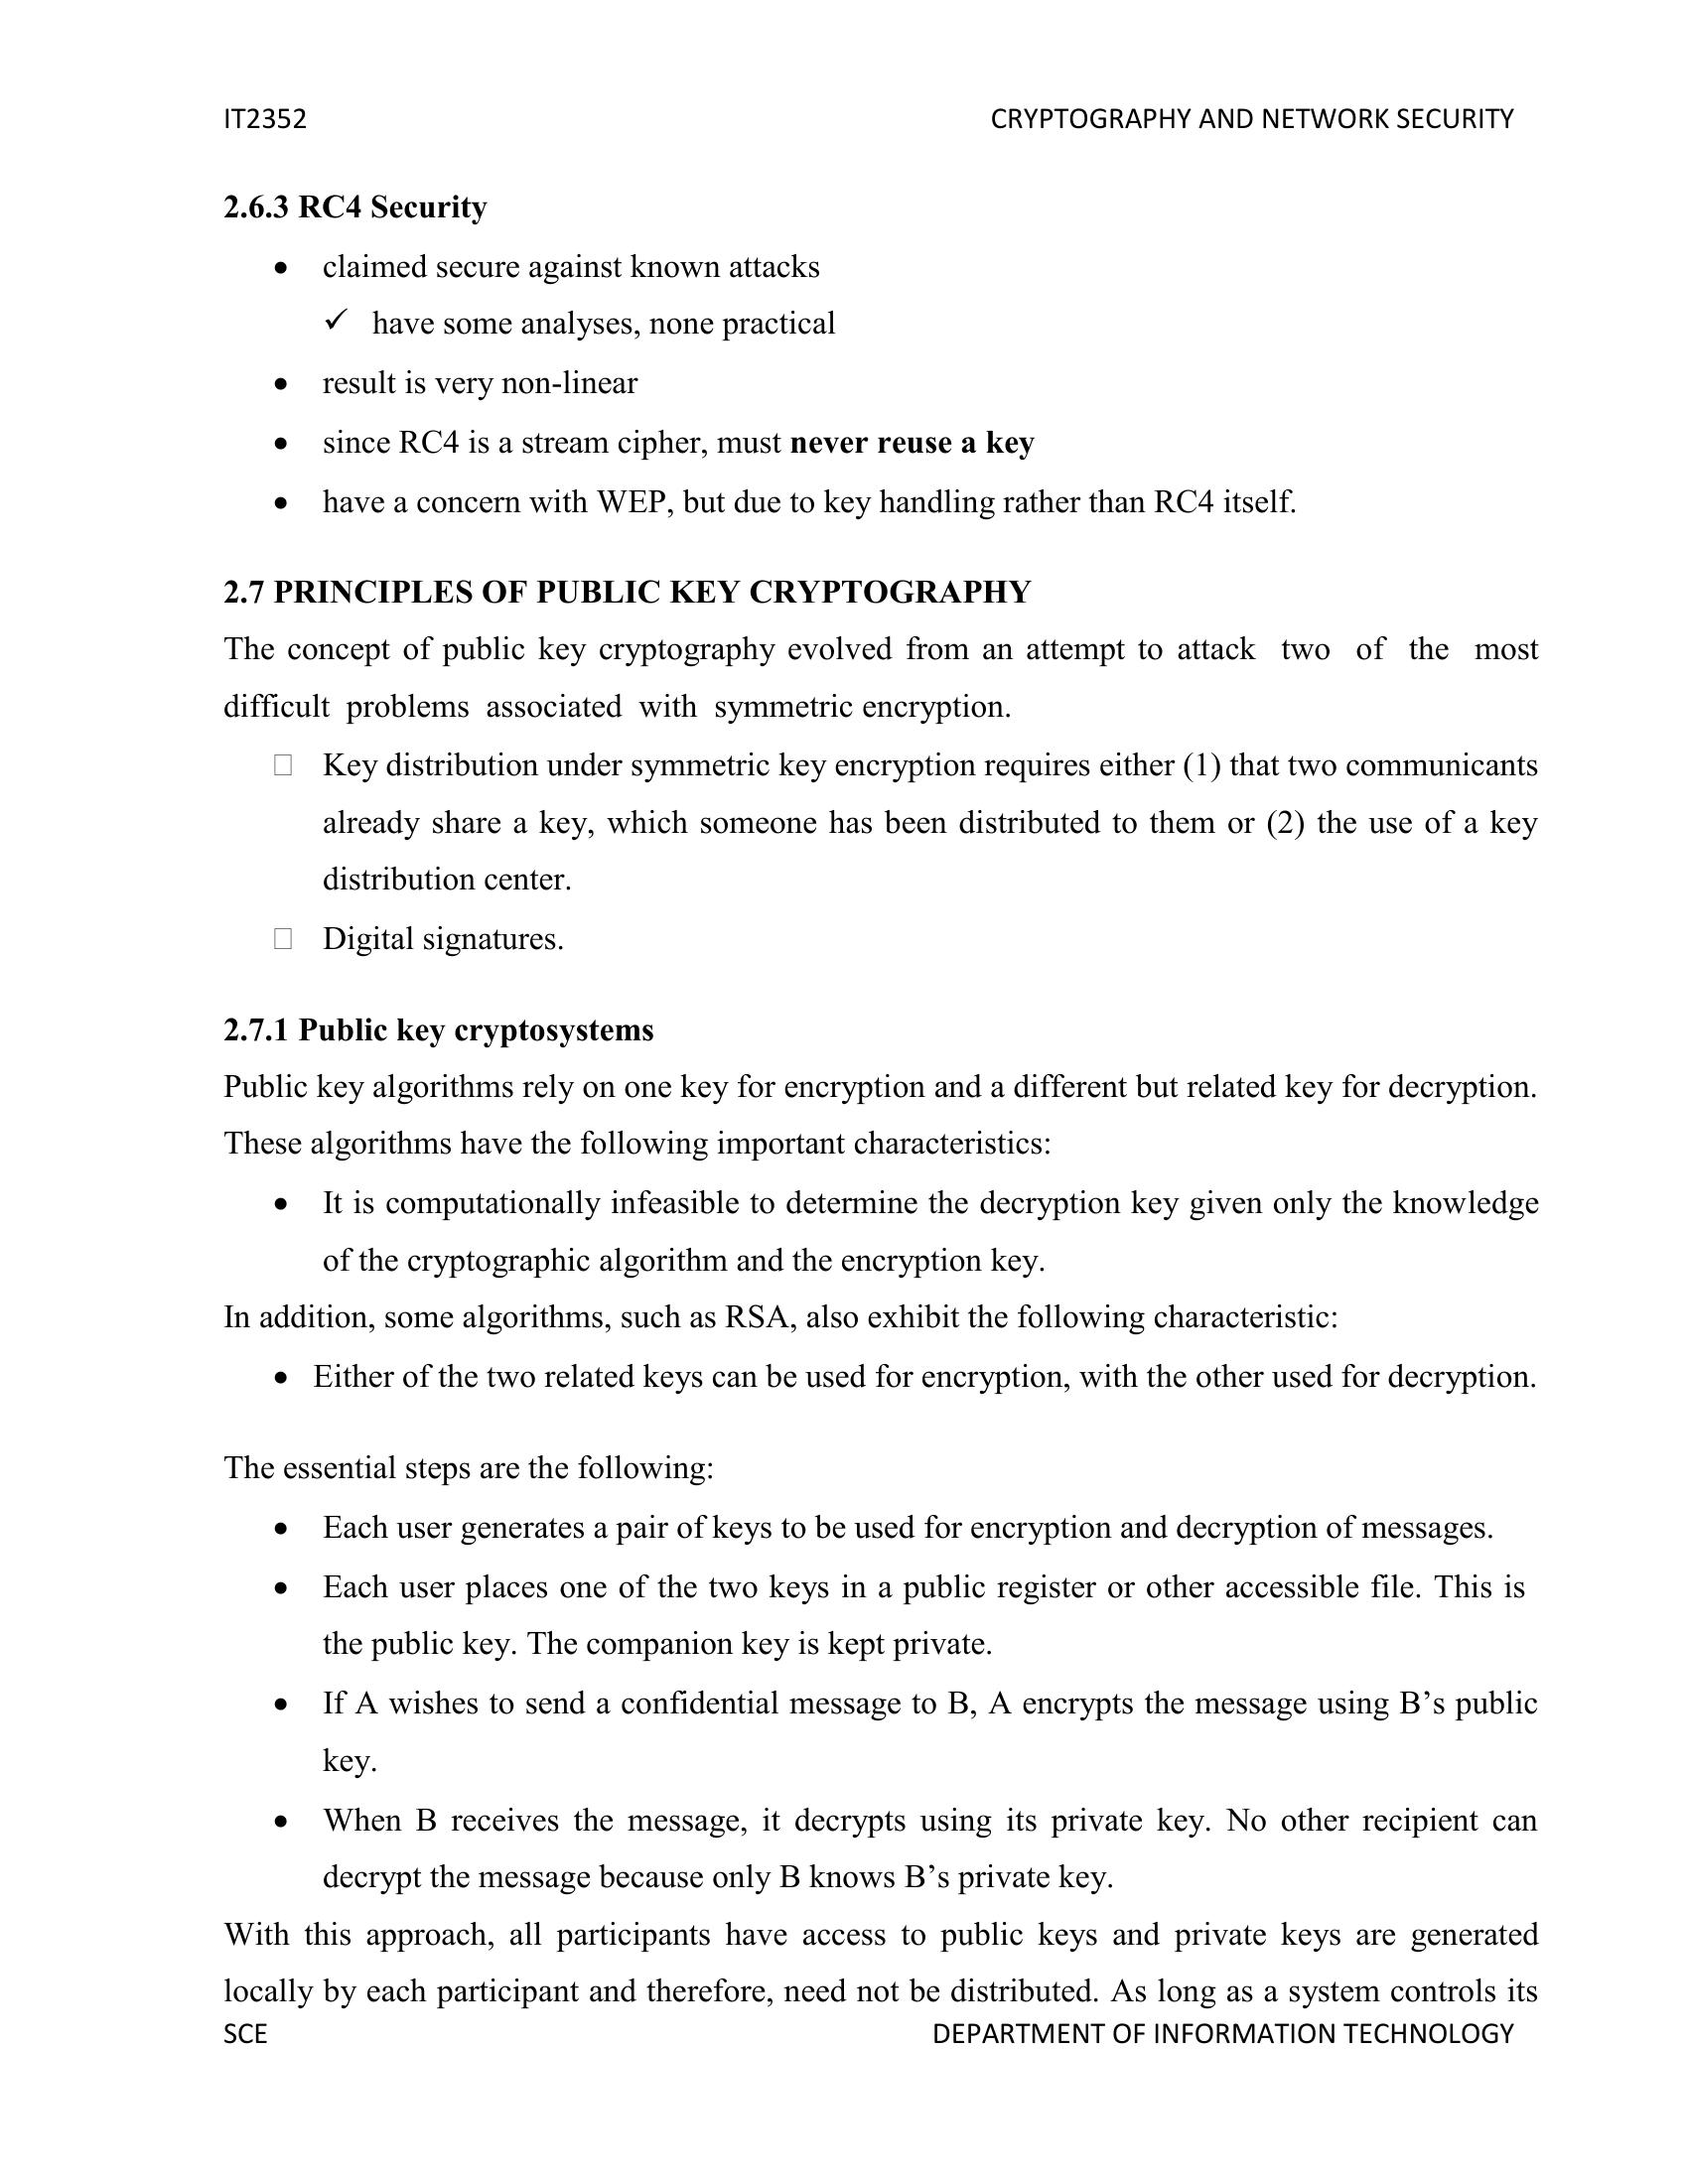 IT2352 CRYPTOGRAPHY AND NETWORK SECURITY
2.6.3 RC4 Security
• claimed secure against known attacks
✓ have some analyses, none practical
• result is very non-linear
• since RC4 is a stream cipher, must never reuse a key
• have a concern with WEP, but due to key handling rather than RC4 itself.
2.7 PRINCIPLES OF PUBLIC KEY CRYPTOGRAPHY
The concept of public key cryptography evolved from an attempt to attack two of the most
difficult problems associated with symmetric encryption.
□ Key distribution under symmetric key encryption requires either (1) that two communicants
already share a key, which someone has been distributed to them or (2) the use of a key
distribution center.
□ Digital signatures.
2.7.1 Public key cryptosystems
Public key algorithms rely on one key for encryption and a different but related key for decryption.
These algorithms have the following important characteristics:
• It is computationally infeasible to determine the decryption key given only the knowledge
of the cryptographic algorithm and the encryption key.
In addition, some algorithms, such as RSA, also exhibit the following characteristic:
• Either of the two related keys can be used for encryption, with the other used for decryption.
The essential steps are the following:
• Each user generates a pair of keys to be used for encryption and decryption of messages.
• Each user places one of the two keys in a public register or other accessible file. This is
the public key. The companion key is kept private.
• If A wishes to send a confidential message to B, A encrypts the message using B’s public
key.
• When B receives the message, it decrypts using its private key. No other recipient can
decrypt the message because only B knows B’s private key.
With this approach, all participants have access to public keys and private keys are generated
locally by each participant and therefore, need not be distributed. As long as a system controls its
SCE DEPARTMENT OF INFORMATION TECHNOLOGY